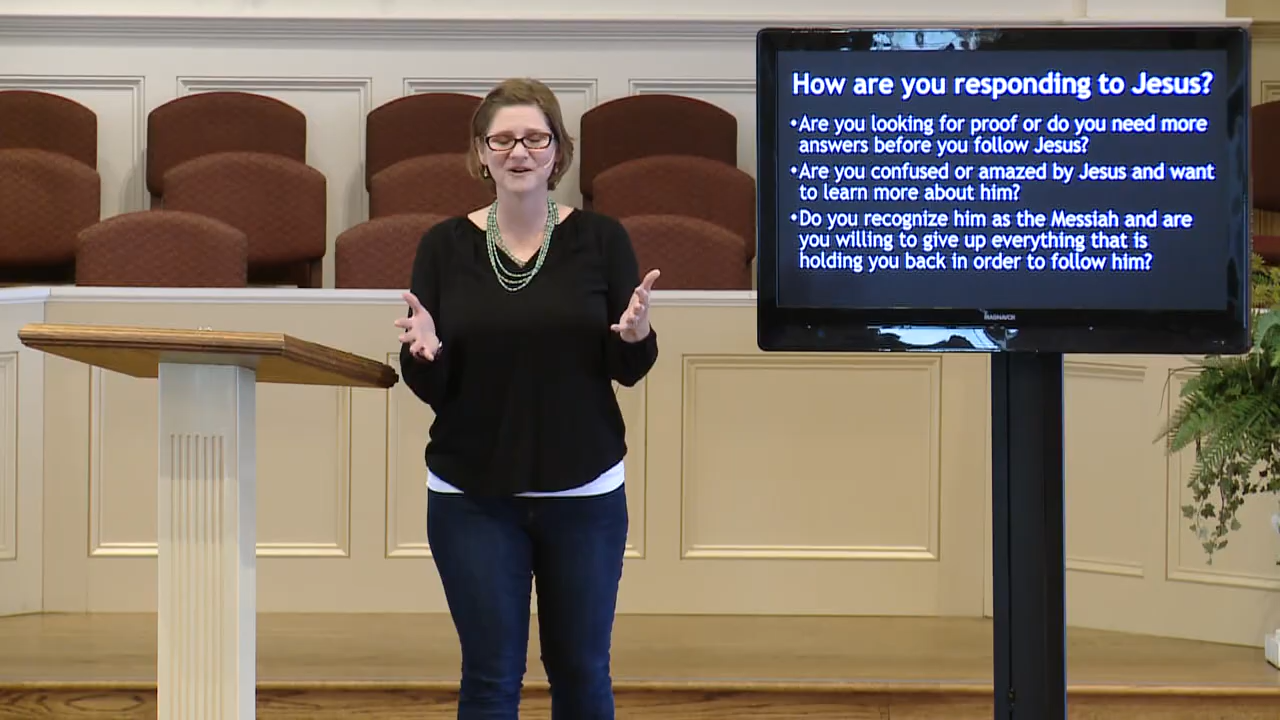 How are you responding to Jesus?
•Are you looking for proof or do you need more
answers before you follow Jesus?
•Are you confused or amazed by Jesus and want
to learn more about him?
•Do you recognize him as the Messiah and are
you willing to give up everything that is
holding you back in order to follow him?
MAGNAVOX